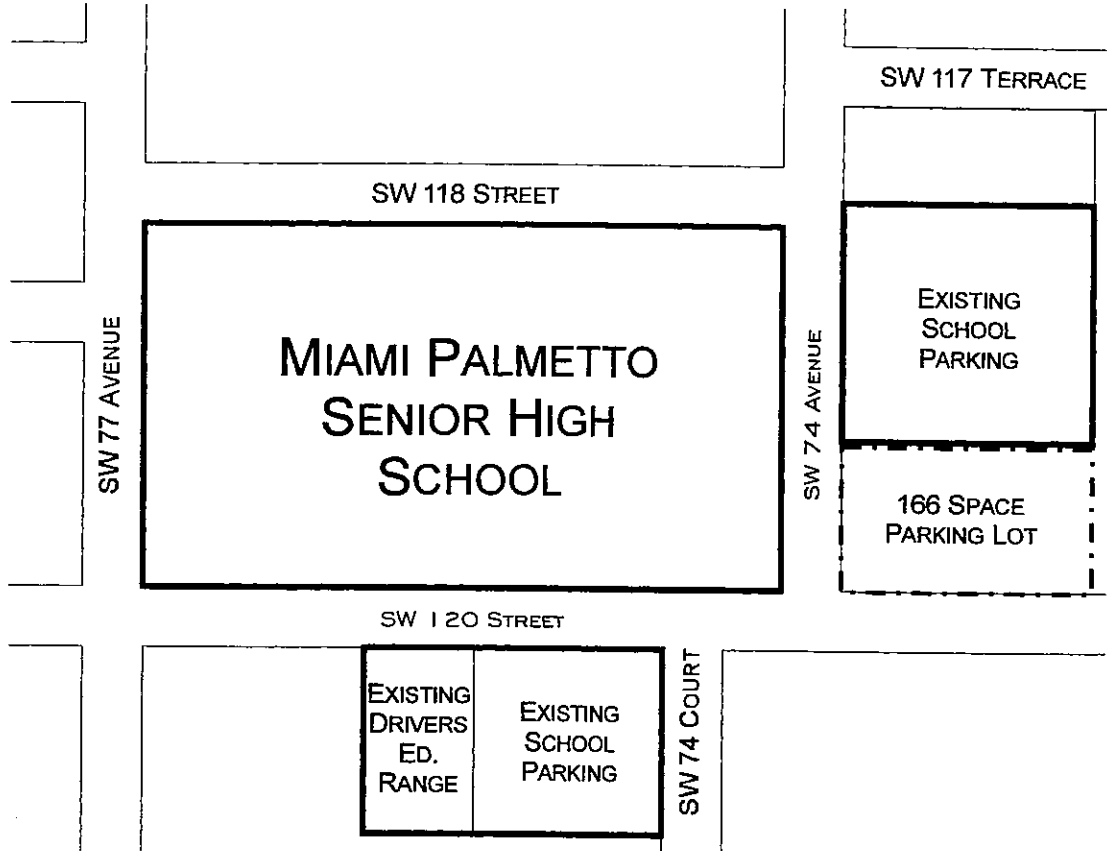 SW 117 TERRACE
SW 118 STREET
SW 77 AVENUE
MIAMI PALMETTO
SENIOR HIGH
SCHOOL
SW 74 AVENUE
EXISTING
SCHOOL
PARKING
166 SPACE
PARKING LOT
SW 120 STREET
EXISTING
DRIVERS
ED.
RANGE
EXISTING
SCHOOL
PARKING
SW 74 COURT